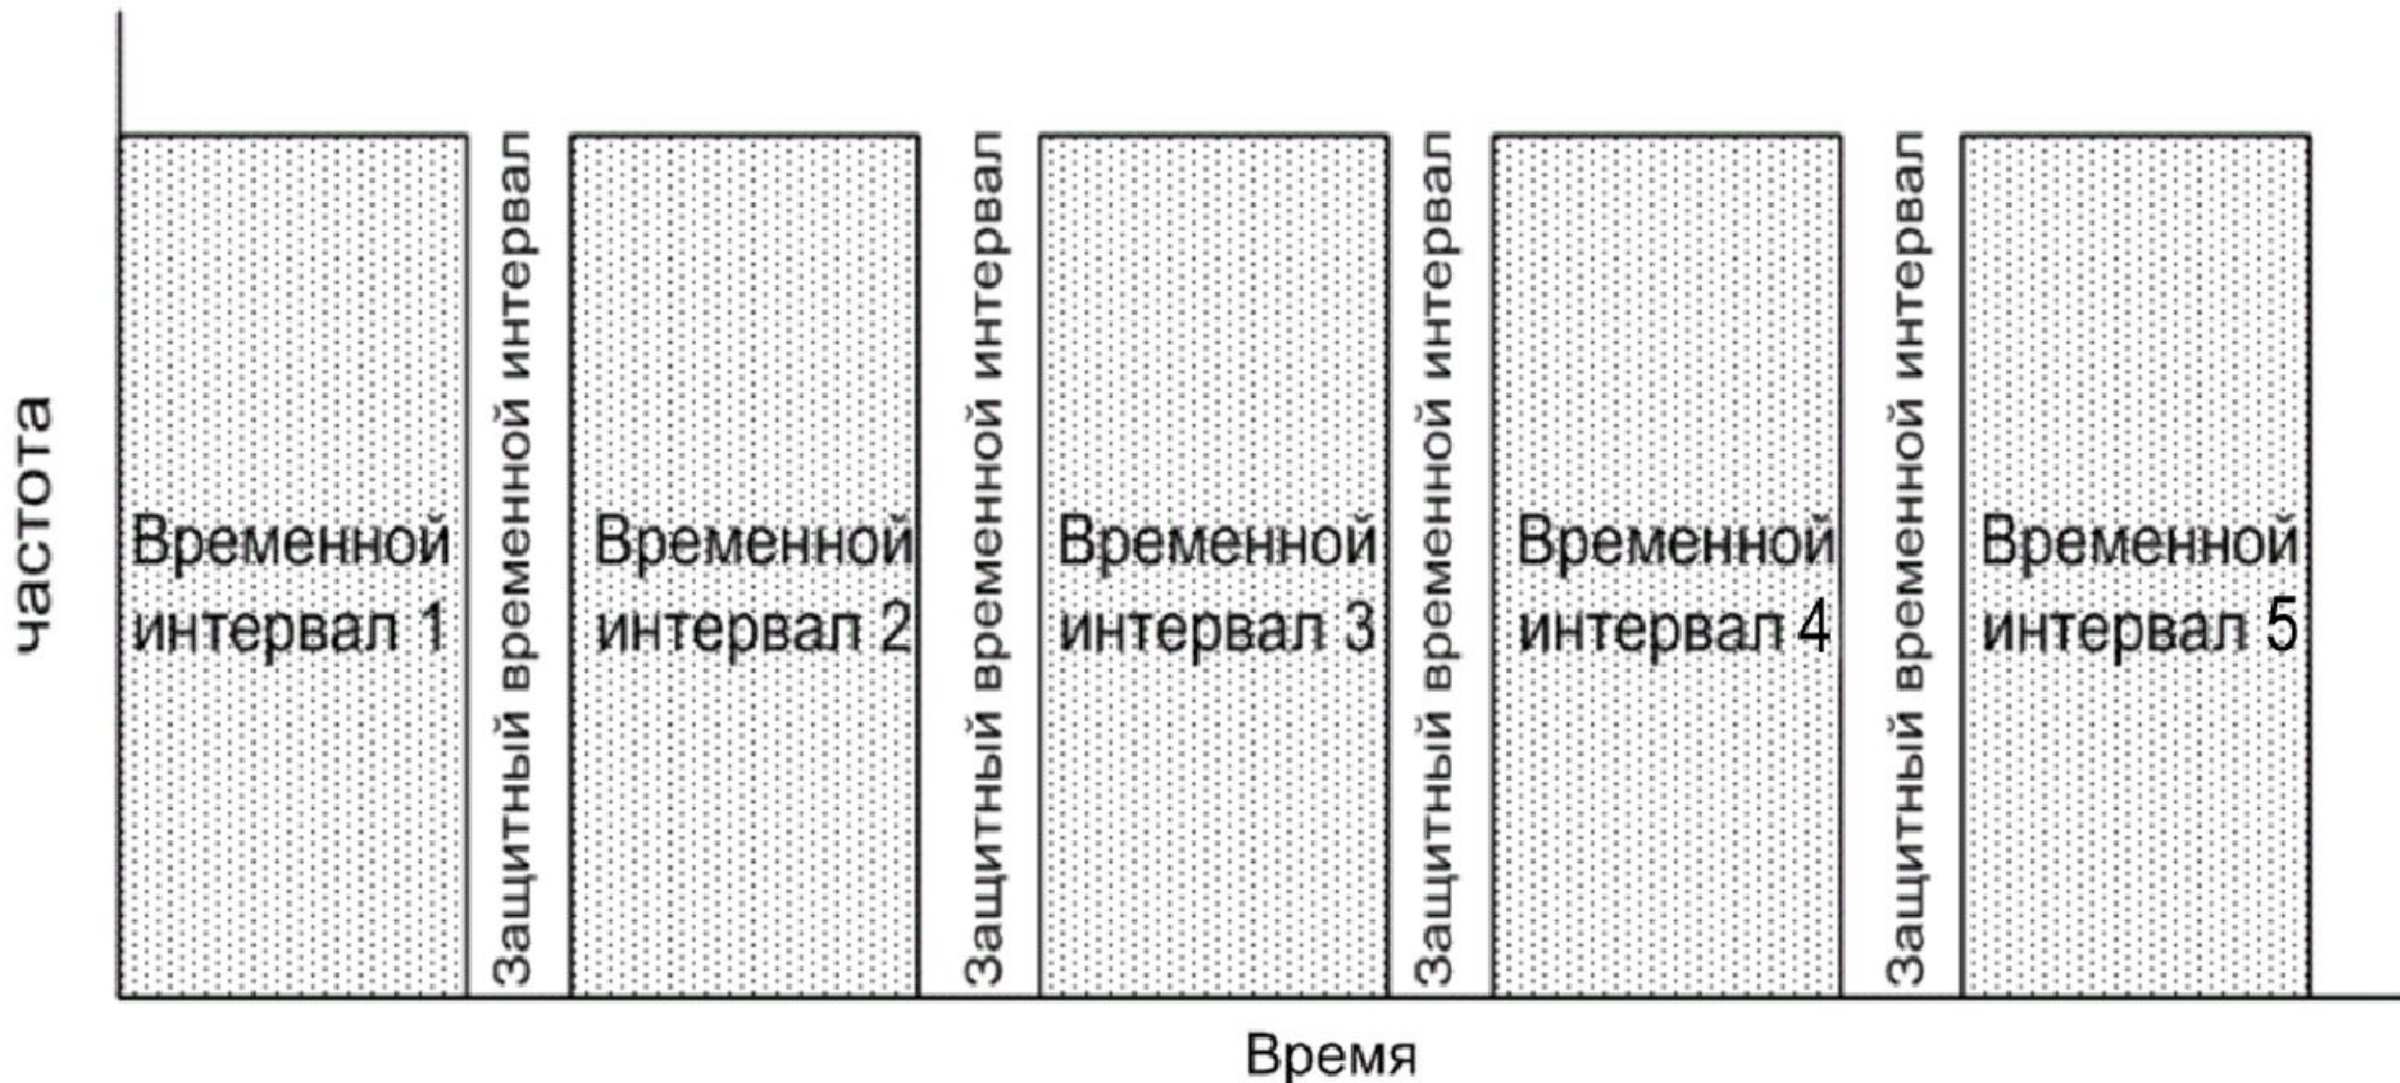 частота
Временной
интервал 1
Защитный временной интервал
Временной
интервал 2
Защитный временной интервал
Временной
интервал 3
Защитный временной интервал
Временной
интервал 4
Защитный временной интервал
Временной
интервал 5
Время